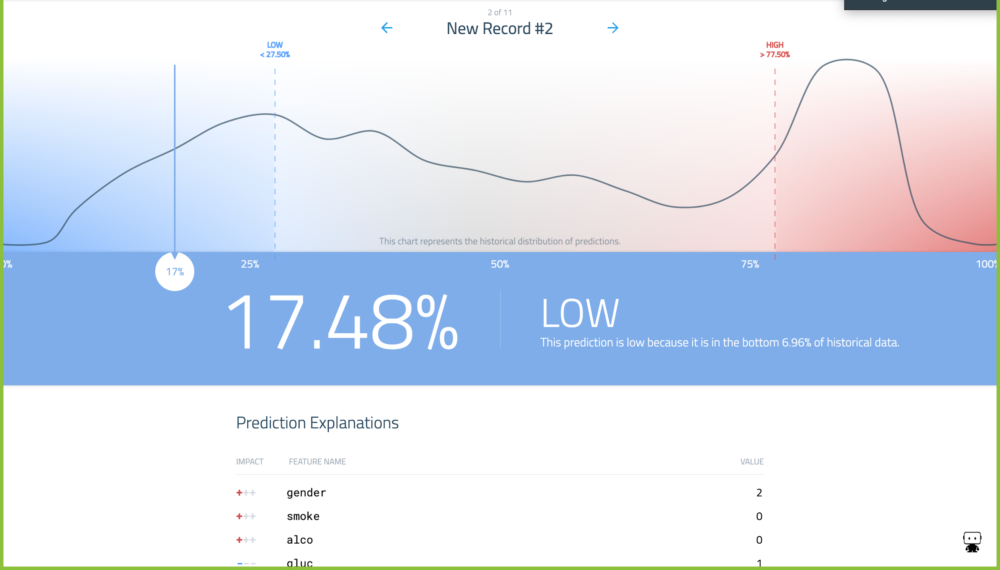 2 of 11
New Record #2
LOW
< 27.50%
HIGH
> 77.50%
This chart represents the historical distribution of predictions.
0%
17%
25%
50%
75%
100%
17.48%
LOW
This prediction is low because it is in the bottom 6.96% of historical data.
Prediction Explanations
IMPACT FEATURE NAME VALUE
+++ gender 2
+++ smoke 0
+++ alco 0
--- gluc 1